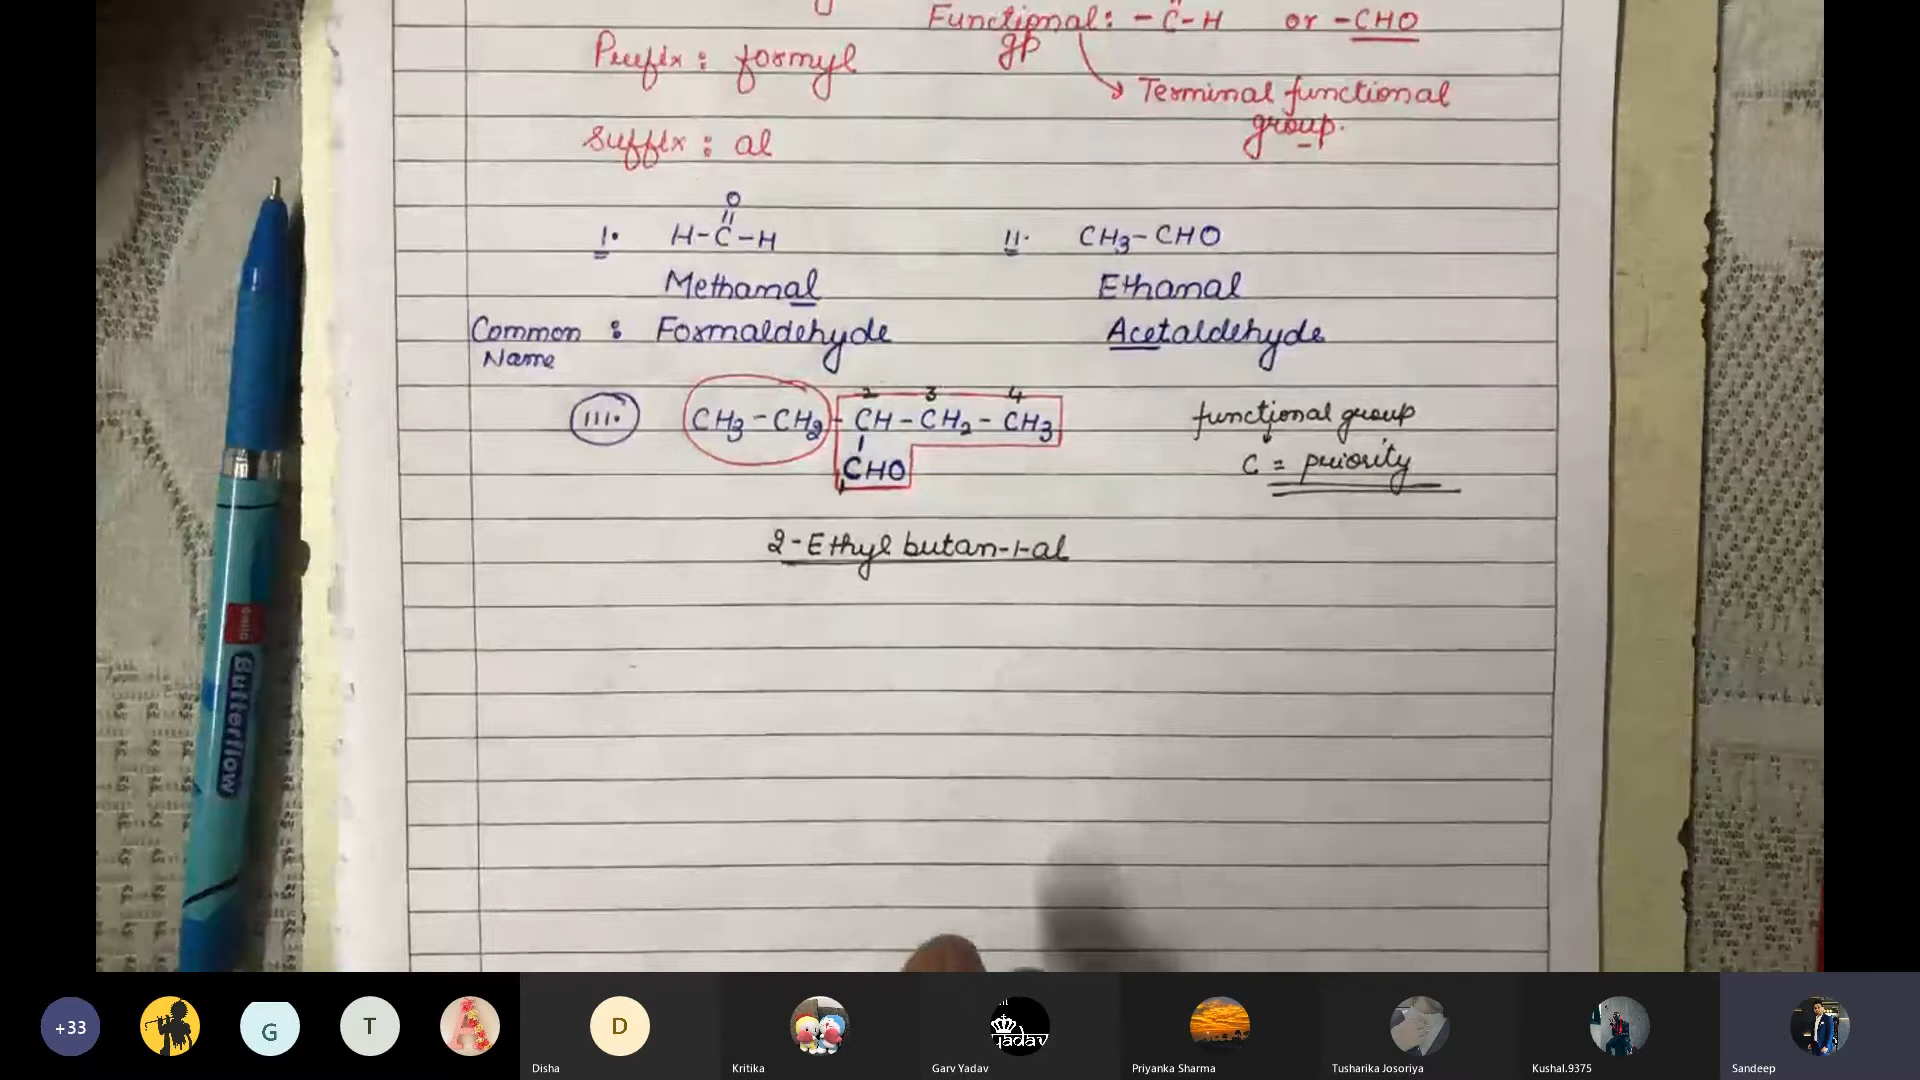 Functional: - C - H or - CHO
gp
Prefix : formyl
Terminal functional
group.
Suffix : al
O
||
I. H-C-H
II. CH3-CHO
Methanal
Ethanal
Common : Formaldehyde
Name
Acetaldehyde
2 3 4
III. CH3-CH2-CH-CH2-CH3
CHO
1
functional group
C = priority
2-Ethyl butan-1-al
cello
Butterflow
+33
G
T
A
D
Yadav
Disha
Kritika
Garv Yadav
Priyanka Sharma
Tusharika Josoriya
Kushal.9375
Sandeep